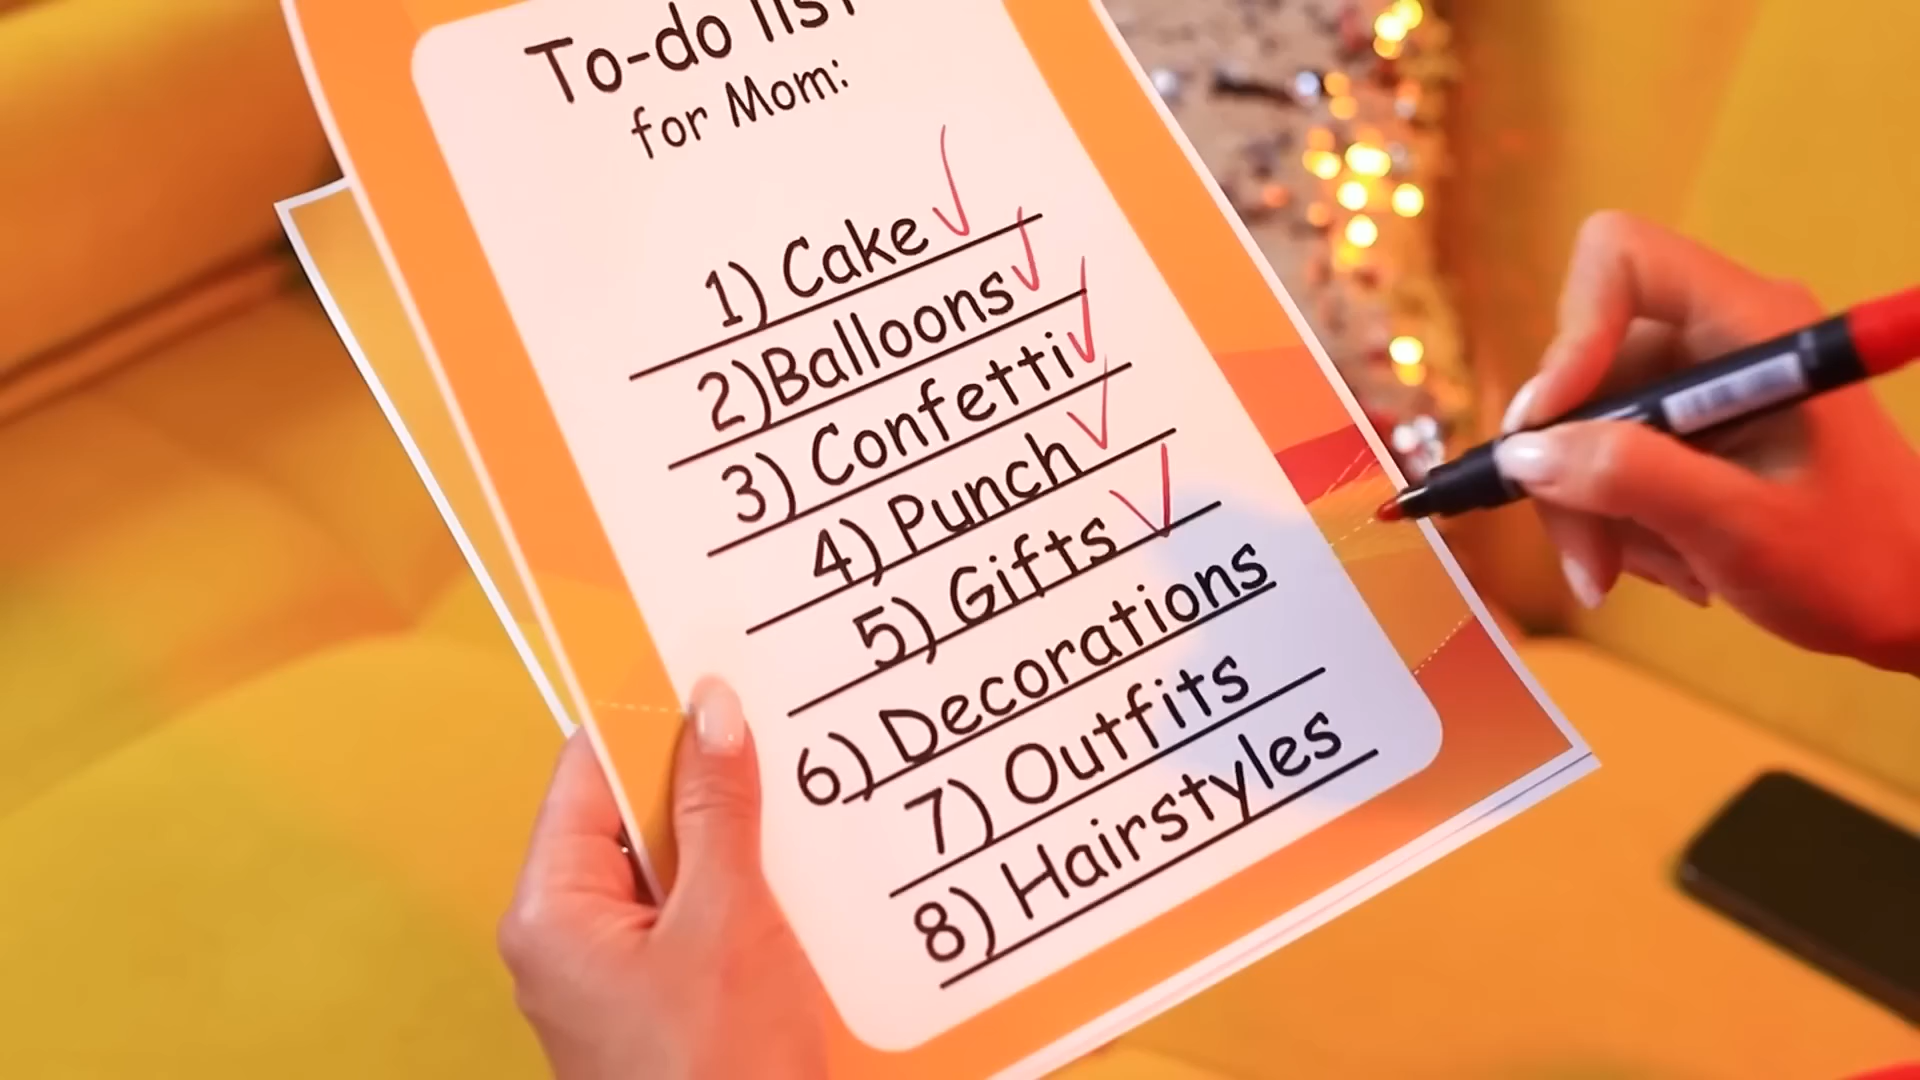 To-do list
for Mom:
1) Cake
2)Balloons
3) Confetti
4) Punch
5) Gifts
6) Decorations
7) Outfits
8) Hairstyles